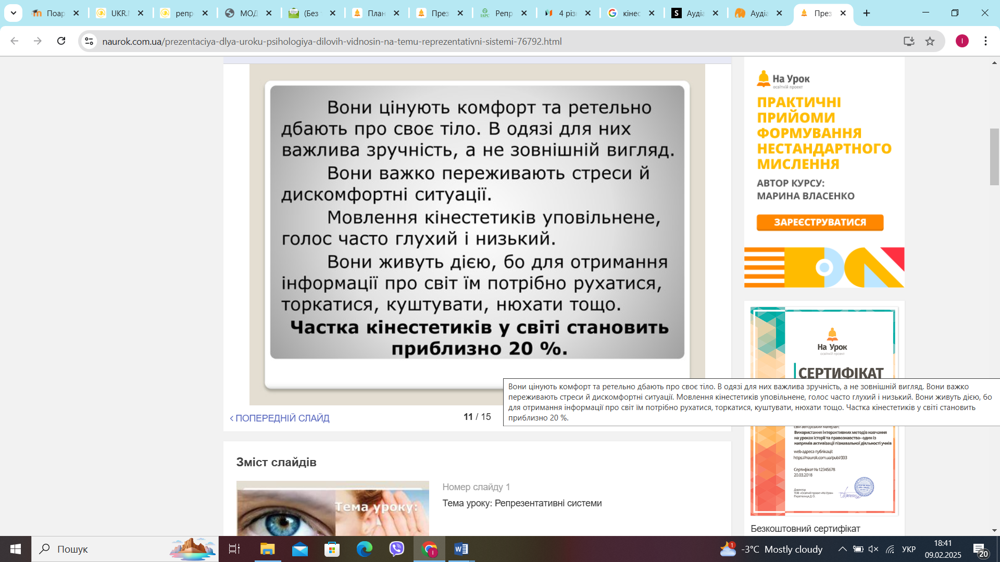 Поар
UKR.
репр
МОД
(Без
План
През
Репр
4 різ
кінес
Аудіа
Аудіа
През
naurok.com.ua/prezentaciya-dlya-uroku-psihologiya-dilovih-vidnosin-na-temu-reprezentativni-sistemi-76792.html
Вони цінують комфорт та ретельно
дбають про своє тіло. В одязі для них
важлива зручність, а не зовнішній вигляд.
Вони важко переживають стреси й
дискомфортні ситуації.
Мовлення кінестетиків уповільнене,
голос часто глухий і низький.
Вони живуть дією, бо для отримання
інформації про світ їм потрібно рухатися,
торкатися, куштувати, нюхати тощо.
Частка кінестетиків у світі становить
приблизно 20 %.
Вони цінують комфорт та ретельно дбають про своє тіло. В одязі для них важлива зручність, а не зовнішній вигляд. Вони важко
переживають стреси й дискомфортні ситуації. Мовлення кінестетиків уповільнене, голос часто глухий і низький. Вони живуть дією, бо
для отримання інформації про світ їм потрібно рухатися, торкатися, куштувати, нюхати тощо. Частка кінестетиків у світі становить
приблизно 20 %.
‹ ПОПЕРЕДНІЙ СЛАЙД
11 / 15
Зміст слайдів
Тема уроку:
Номер слайду 1
Тема уроку: Репрезентативні системи
На Урок
освітній проект
ПРАКТИЧНІ
ПРИЙОМИ
ФОРМУВАННЯ
НЕСТАНДАРТНОГО
МИСЛЕННЯ
АВТОР КУРСУ:
МАРИНА ВЛАСЕНКО
ЗАРЕЄСТРУВАТИСЯ
На Урок
освітній проект
СЕРТИФІКАТ
свій авторський матеріал:
Використання інтерактивних методів навчання
на уроках історії та правознавства– один із
напрямів активізації пізнавальної діяльності учнів
web-адреса публікації:
https://naurok.com.ua/publ/333
Сертифікат № 12345678
20.03.2018
Директор
ТОВ «Освітній проект «На Урок»
Безкоштовний сертифікат
Пошук
1
-3°C Mostly cloudy
УКР
18:41
09.02.2025
20